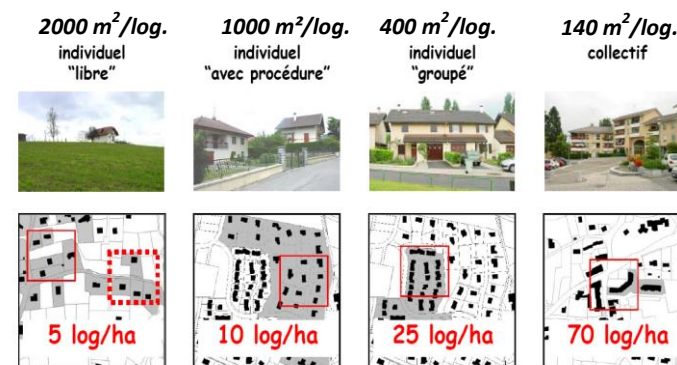 2000 m²/log.
individuel
"libre"
1000 m²/log.
individuel
"avec procédure"
400 m²/log.
individuel
"groupé"
140 m²/log.
collectif
5 log/ha
10 log/ha
25 log/ha
70 log/ha